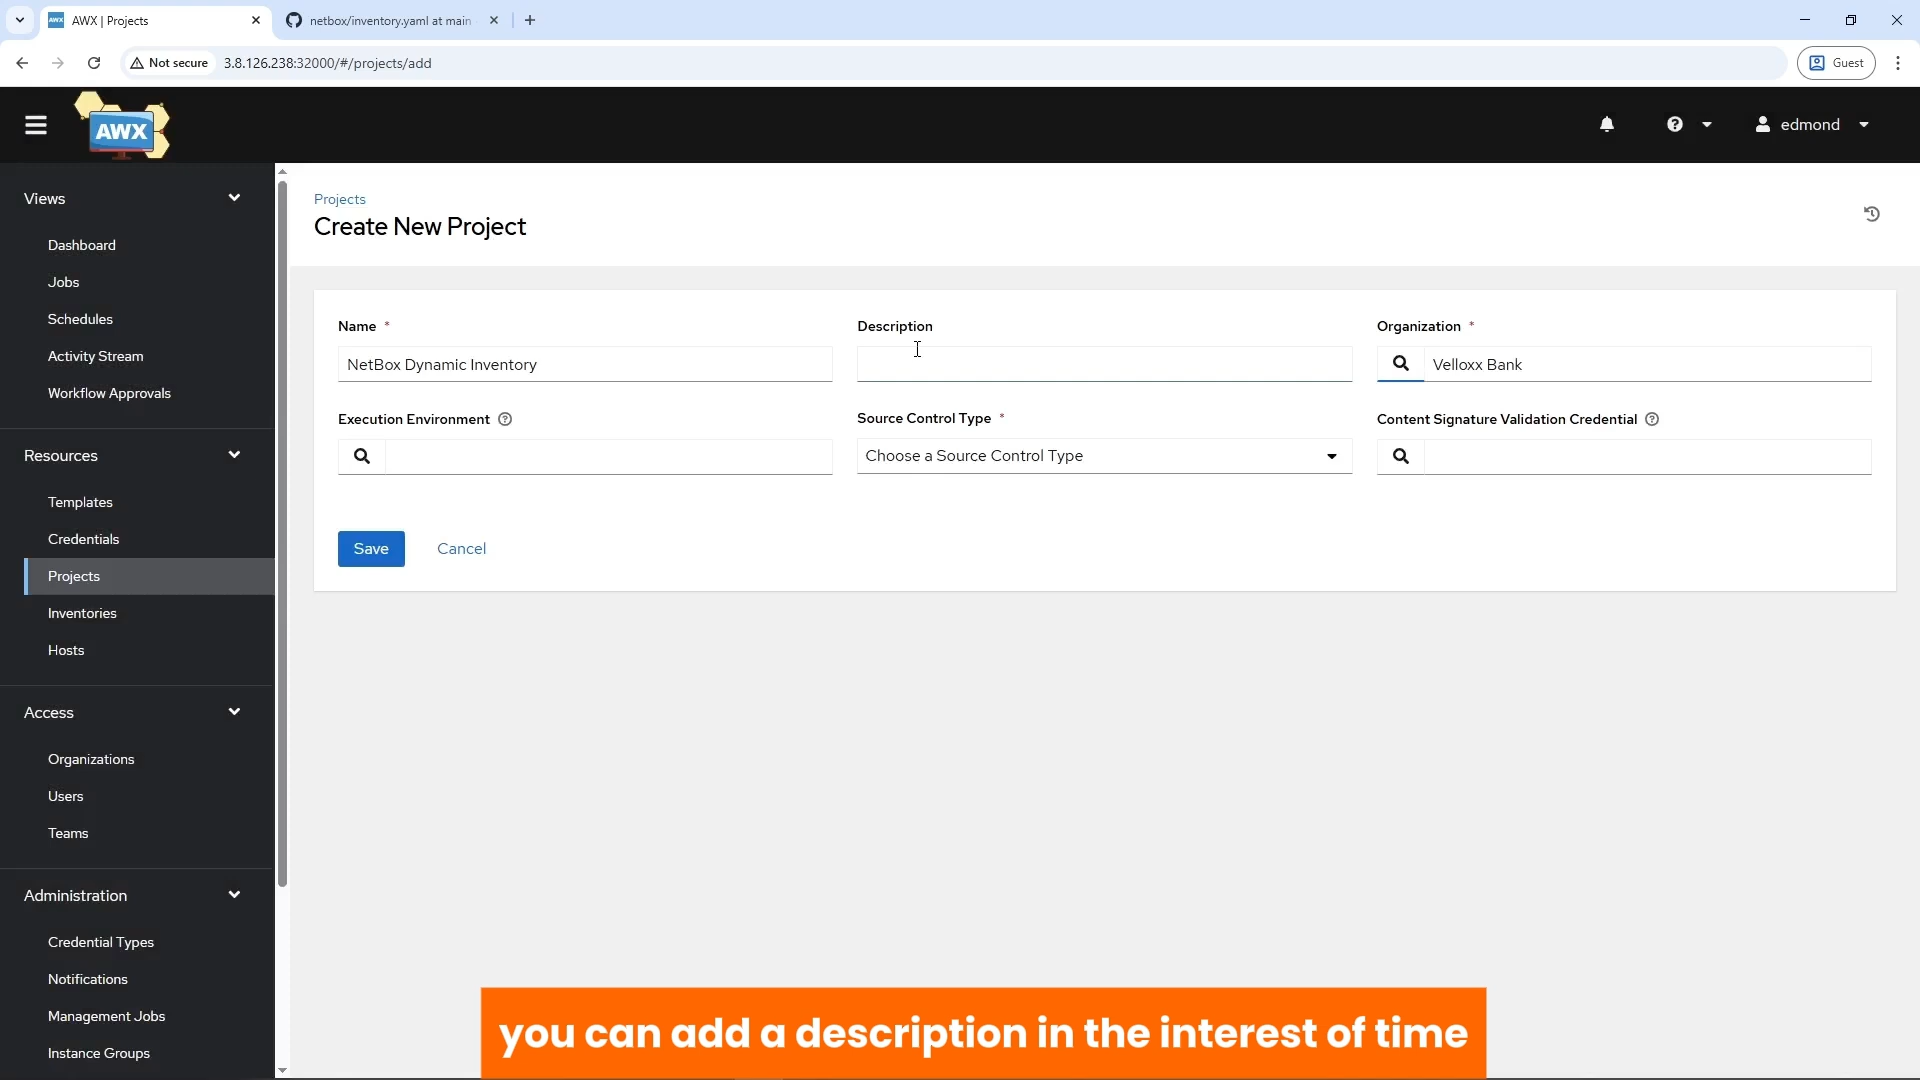 AWX
AWX | Projects
netbox/inventory.yaml at main
Not secure
3.8.126.238:32000/#/projects/add
Guest
AWX
edmond
Views
Dashboard
Jobs
Schedules
Activity Stream
Workflow Approvals
Resources
Templates
Credentials
Projects
Inventories
Hosts
Access
Organizations
Users
Teams
Administration
Credential Types
Notifications
Management Jobs
Instance Groups
Projects
Create New Project
Name *
Description
Organization *
NetBox Dynamic Inventory
Velloxx Bank
Execution Environment
Source Control Type *
Content Signature Validation Credential
Choose a Source Control Type
Save
Cancel
you can add a description in the interest of time